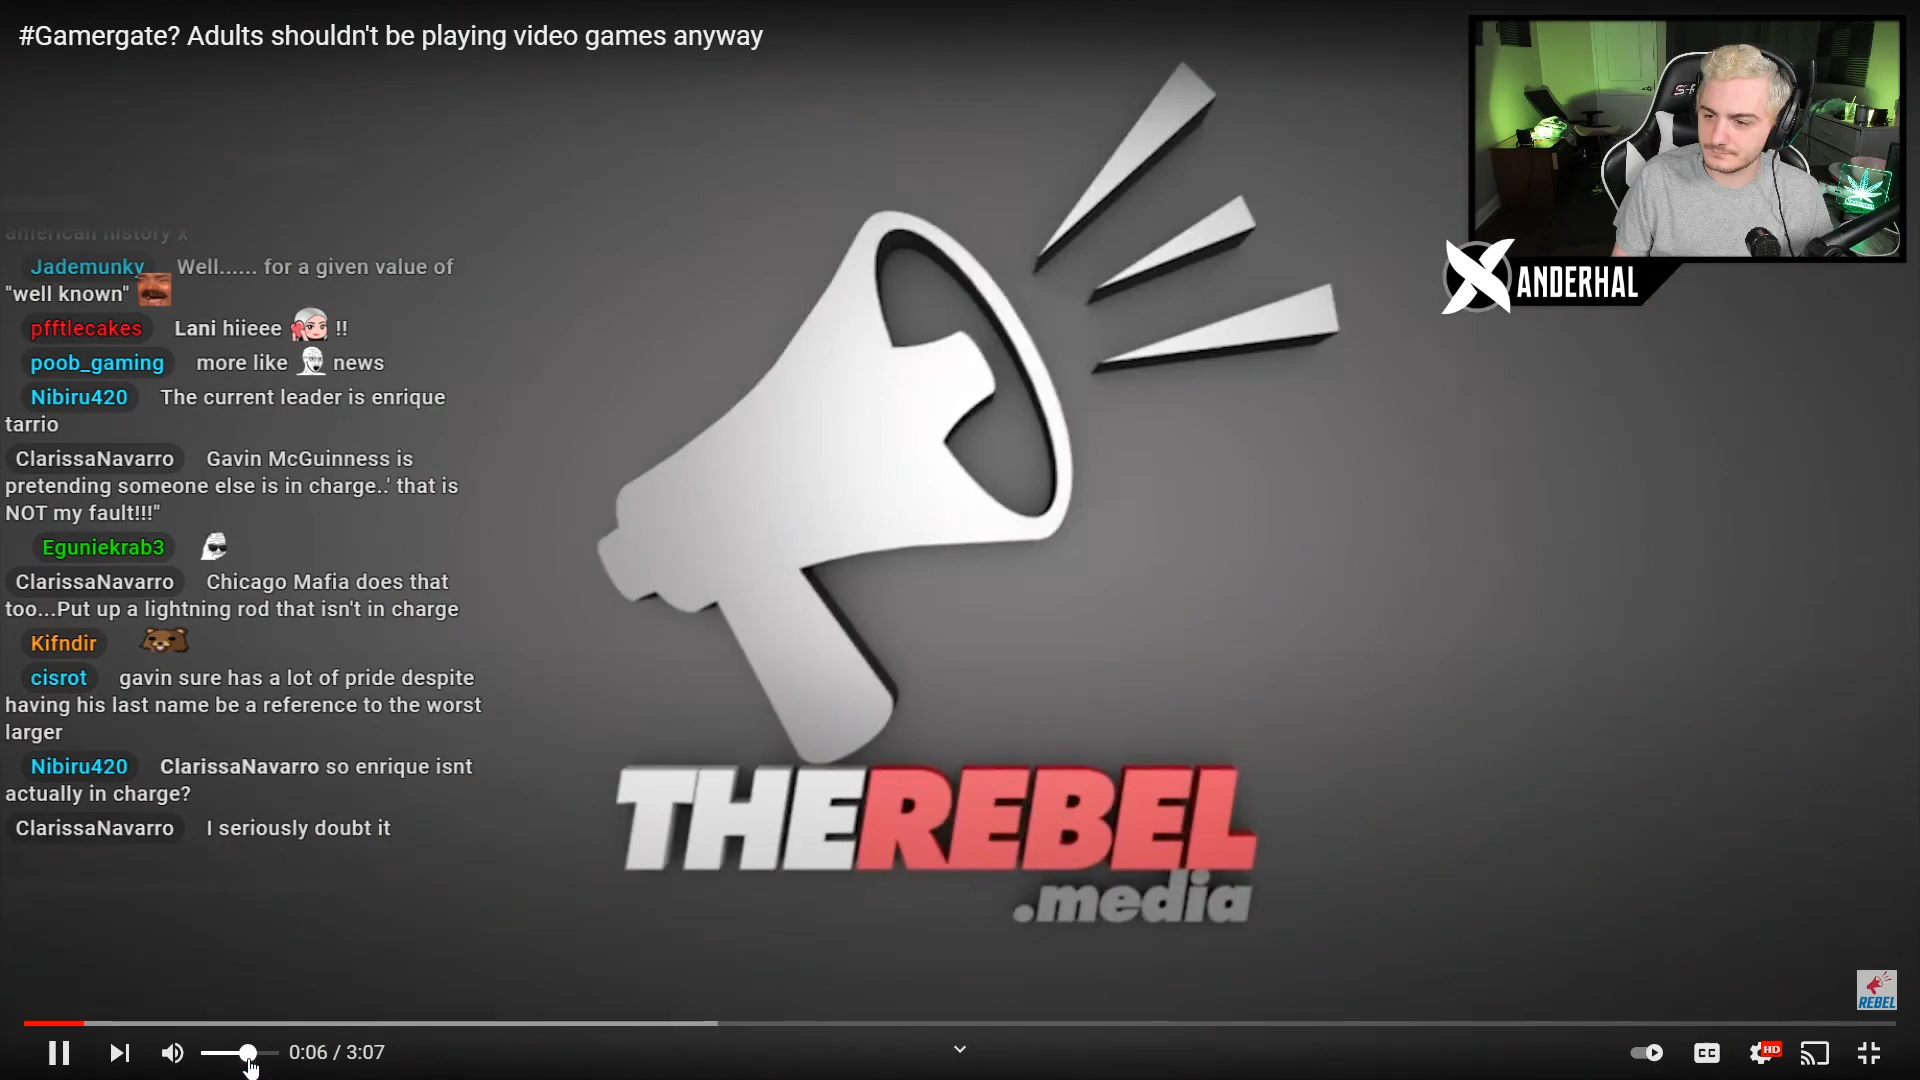 #Gamergate? Adults shouldn't be playing video games anyway
american history x
Jademunky Well...... for a given value of
"well known"
pfftlecakes Lani hiieee !!
poob_gaming more like news
Nibiru420 The current leader is enrique
tarrio
ClarissaNavarro Gavin McGuinness is
pretending someone else is in charge..' that is
NOT my fault!!!"
Eguniekrab3
ClarissaNavarro Chicago Mafia does that
too...Put up a lightning rod that isn't in charge
Kifndir
cisrot gavin sure has a lot of pride despite
having his last name be a reference to the worst
larger
Nibiru420 ClarissaNavarro so enrique isnt
actually in charge?
ClarissaNavarro I seriously doubt it
XANDERHAL
THEREBEL
.media
REBEL
0:06 / 3:07
CC
HD